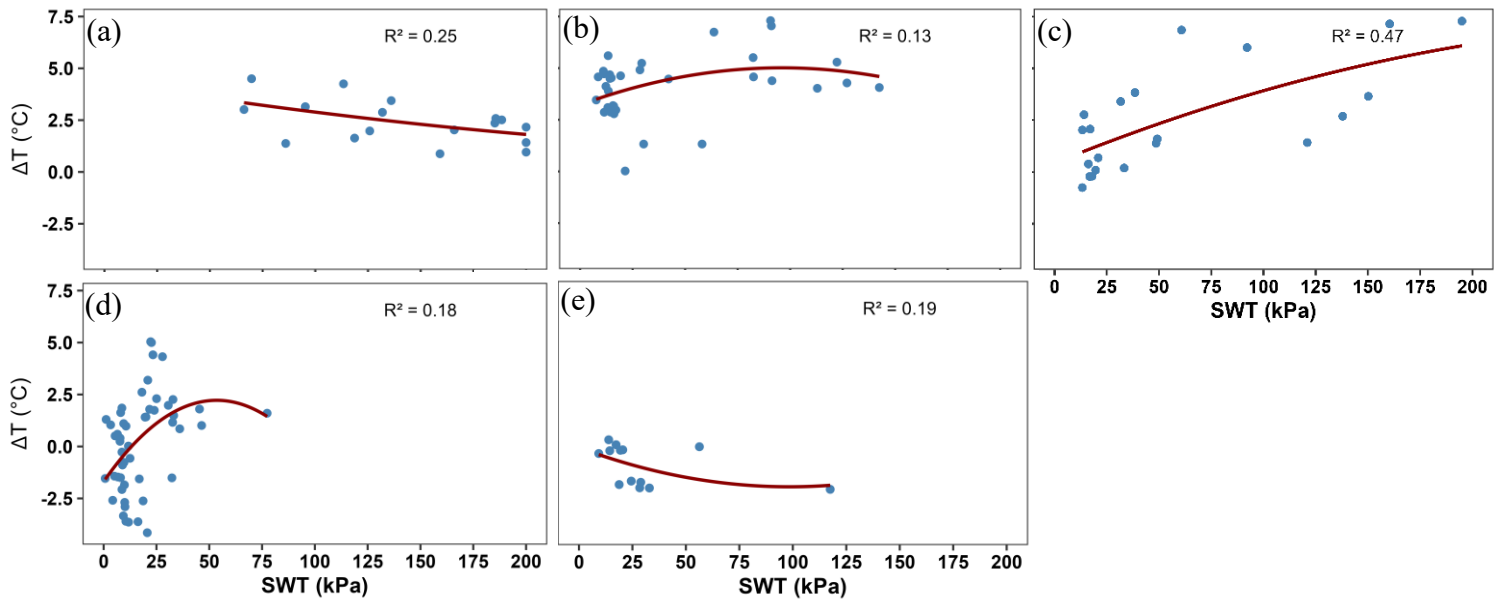 (a)
R² = 0.25
7.5
5.0
2.5
0.0
-2.5
ΔT (°C)
(b)
R² = 0.13
(c)
R² = 0.47
0 25 50 75 100 125 150 175 200
SWT (kPa)
(d)
R² = 0.18
7.5
5.0
2.5
0.0
-2.5
ΔT (°C)
0 25 50 75 100 125 150 175 200
SWT (kPa)
(e)
R² = 0.19
0 25 50 75 100 125 150 175 200
SWT (kPa)